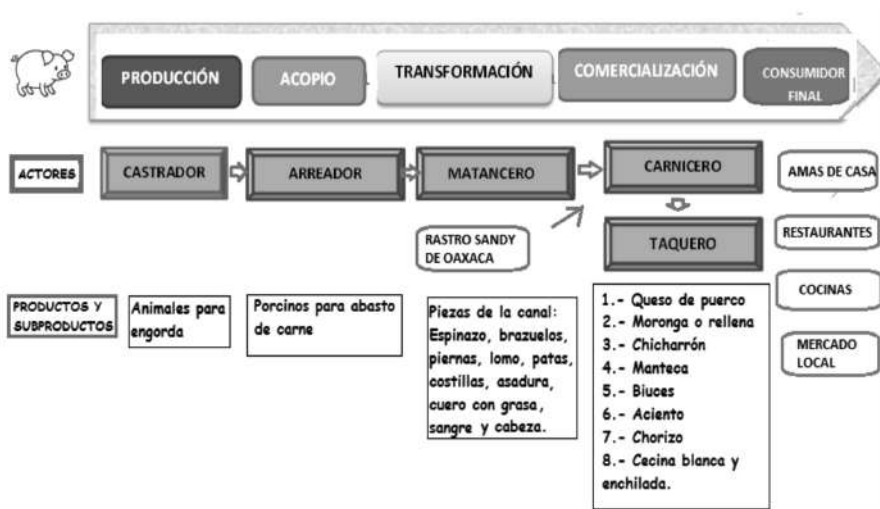 PRODUCCIÓN
ACOPIO
TRANSFORMACIÓN
COMERCIALIZACIÓN
CONSUMIDOR
FINAL
ACTORES
CASTRADOR
ARREADOR
MATANCERO
CARNICERO
AMAS DE CASA
RASTRO SANDY
DE OAXACA
TAQUERO
RESTAURANTES
COCINAS
MERCADO
LOCAL
PRODUCTOS Y
SUBPRODUCTOS
Animales para
engorda
Porcinos para abasto
de carne
Piezas de la canal:
Espinazo, brazuelos,
piernas, lomo, patas,
costillas, asadura,
cuero con grasa,
sangre y cabeza.
1.- Queso de puerco
2.- Moronga o rellena
3.- Chicharrón
4.- Manteca
5.- Biuces
6.- Aciento
7.- Chorizo
8.- Cecina blanca y
enchilada.